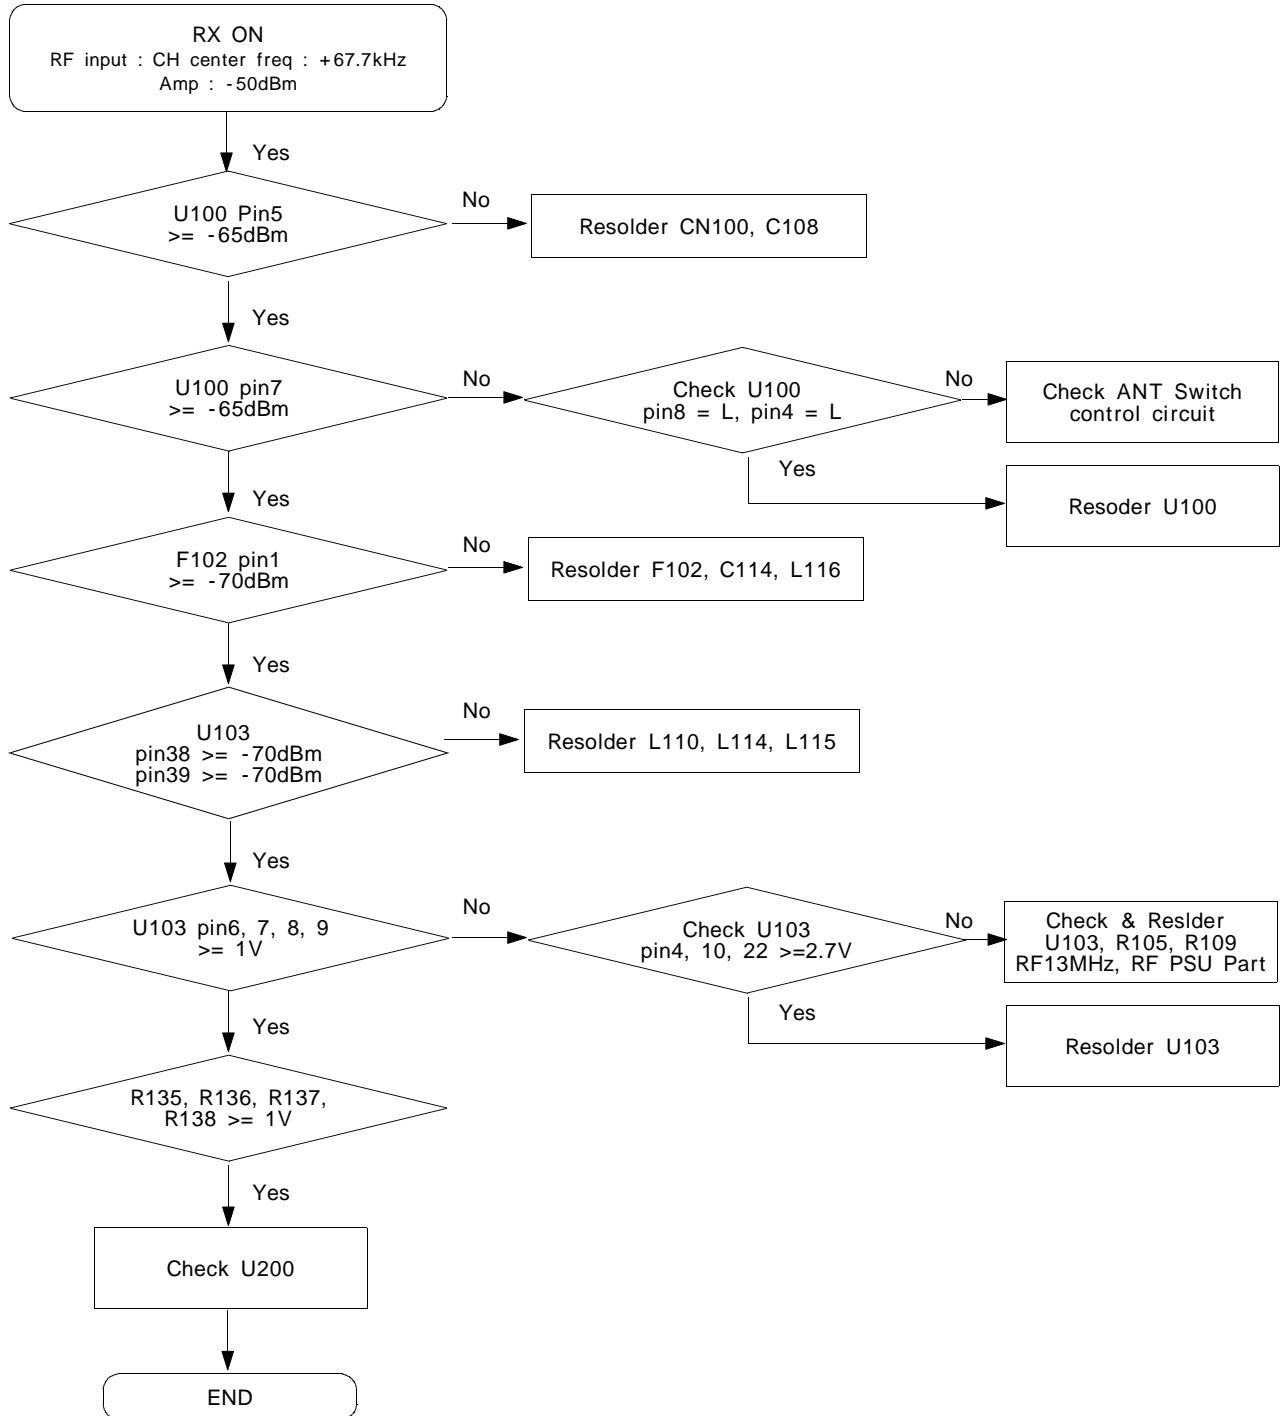 RX ON
RF input : CH center freq : +67.7kHz
Amp : -50dBm
Yes
U100 Pin5
>= -65dBm
No
Resolder CN100, C108
Yes
U100 pin7
>= -65dBm
No
Check U100
pin8 = L, pin4 = L
No
Check ANT Switch
control circuit
Yes
Resoder U100
Yes
F102 pin1
>= -70dBm
No
Resolder F102, C114, L116
Yes
U103
pin38 >= -70dBm
pin39 >= -70dBm
No
Resolder L110, L114, L115
Yes
U103 pin6, 7, 8, 9
>= 1V
No
Check U103
pin4, 10, 22 >=2.7V
No
Check & Reslder
U103, R105, R109
RF13MHz, RF PSU Part
Yes
Resolder U103
Yes
R135, R136, R137,
R138 >= 1V
Yes
Check U200
END